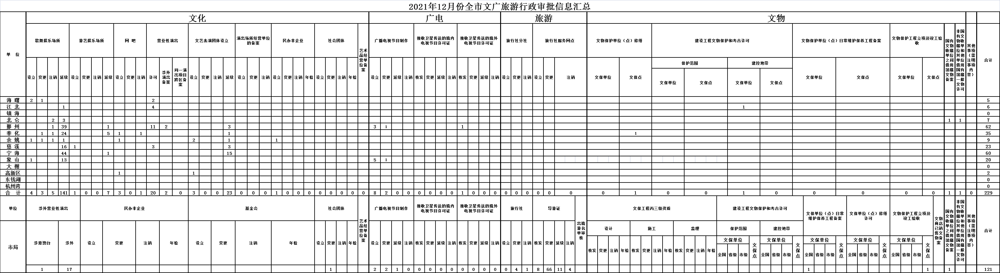 2021年12月份全市文广旅游行政审批信息汇总
单 位 文化 广电 旅游 文物 其他事项（需注明事项内容） 合计
歌舞娱乐场所 游艺娱乐场所 网 吧 营业性演出 文艺表演团体设立 演出场所经营单位的备案 民办非企业 社会团体 艺术品经营单位备案 广播电视节目制作 接收卫星传送的境内电视节目许可证 接收卫星传送的境外电视节目许可证 旅行社分社 旅行社服务网点 文物保护单位（点）修缮 建设工程文物保护和考古许可 文物保护单位（点）日常维护保养工程备案 文物保护工程立项及竣工验收 国有文物收藏单位之间借用馆藏文物备案 非国有文物收藏单位和其他单位借用国有馆藏一般文物许可
保护范围 建控地带
设立 变更 注销 延续 设立 变更 注销 延续 设立 变更 注销 许可 涉外演出备案 同一演出项目跨区备案 设立 变更 注销 延续 设立 变更 注销 设立 变更 注销 年检 设立 变更 注销 年检 设立 变更 延续 注销 核发 变更 延续 注销 核发 变更 延续 注销 设立 变更 注销 设立 变更 注销 文保单位 文保点 文保单位 文保点 文保单位 文保点 文保单位 文保点 文保单位 文保点
海 曙 2 1 2 5
江 北 1 4 1 6
镇 海 0
北 仑 2 3 1 1 7
鄞 州 1 39 1 11 2 3 3 1 1 62
奉 化 1 1 24 5 1 1 1 1 35
余 姚 1 1 1 1 1 2 1 1 9
慈 溪 16 1 3 3 23
宁 海 44 1 15 60
象 山 1 13 5 1 20
大 榭 0
高新区 1 1 2
东钱湖 0
杭州湾 0
合 计 4 3 5 141 1 0 0 7 3 0 1 20 2 0 3 0 0 23 0 0 0 1 0 0 0 0 0 0 0 0 8 2 0 0 0 0 0 0 1 0 0 0 0 0 0 0 0 0 0 1 0 0 1 0 0 0 0 0 1 1 0 229
单位 涉外营业性演出 民办非企业 基金会 社会团体 艺术品经营单位备案 广播电视节目制作 接收卫星传送的境内电视节目许可证 接收卫星传送的境外电视节目许可证 旅行社 导游证 出境游名单审核 文保工程丙三级资质 建设工程文物保护和考古许可 文保单位（点）日常维护保养工程备案 文保单位（点）修缮许可 文物保护工程立项及竣工验收 文物商店已销售文物备案 国有文物收藏单位之间借用馆藏文物备案 非国有文物收藏单位和其他单位借用国有馆藏一般文物许可 其他事项（需注明事项内容） 合计
设计 施工 监理 保护范围 建控地带
市局 涉港澳台 涉外 设立 变更 注销 年检 设立 变更 注销 年检 设立 变更 注销 年检 设立 变更 延续 注销 核发 变更 延续 注销 核发 变更 延续 注销 设立 变更 注销 核发 变更 延续 注销 核发 变更 注销 年检 核发 变更 注销 年检 核发 变更 注销 年检 文保单位 文保单位 文保点 文保单位 文保点 文保单位 文保点 文保单位 文保点
全国 省级 市级 全国 省级 市级 全国 省级 市级 全国 省级 市级 全国 省级 市级
1 17 1 2 2 1 0 0 0 0 0 0 0 0 0 0 4 1 8 66 11 4 1 1 1 121